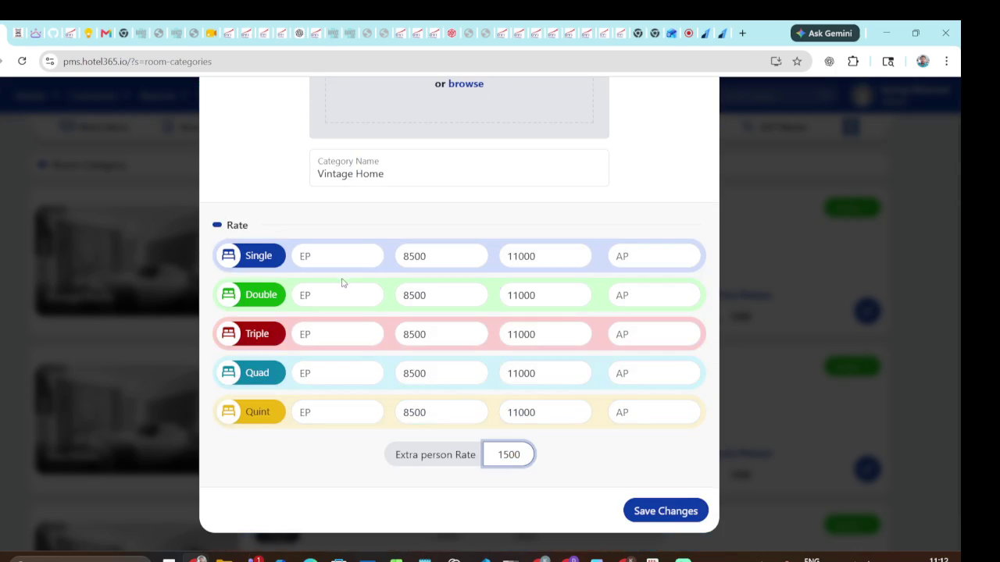 Ask Gemini
pms.hotel365.io/?s=room-categories
or browse
Category Name
Vintage Home
Rate
Single EP 8500 11000 AP
Double EP 8500 11000 AP
Triple EP 8500 11000 AP
Quad EP 8500 11000 AP
Quint EP 8500 11000 AP
Extra person Rate 1500
Save Changes
ENG 11:12